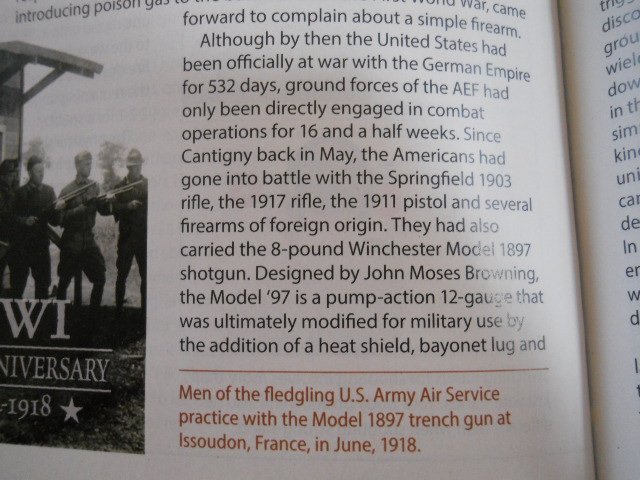 introducing poison gas to the
First World War, came
forward to complain about a simple firearm.
Although by then the United States had
been officially at war with the German Empire
for 532 days, ground forces of the AEF had
only been directly engaged in combat
operations for 16 and a half weeks. Since
Cantigny back in May, the Americans had
gone into battle with the Springfield 1903
rifle, the 1917 rifle, the 1911 pistol and several
firearms of foreign origin. They had also
carried the 8-pound Winchester Model 1897
shotgun. Designed by John Moses Browning,
the Model '97 is a pump-action 12-gauge that
was ultimately modified for military use by
the addition of a heat shield, bayonet lug and
Men of the fledgling U.S. Army Air Service
practice with the Model 1897 trench gun at
Issoudun, France, in June, 1918.
WI
NIVERSARY
-1918